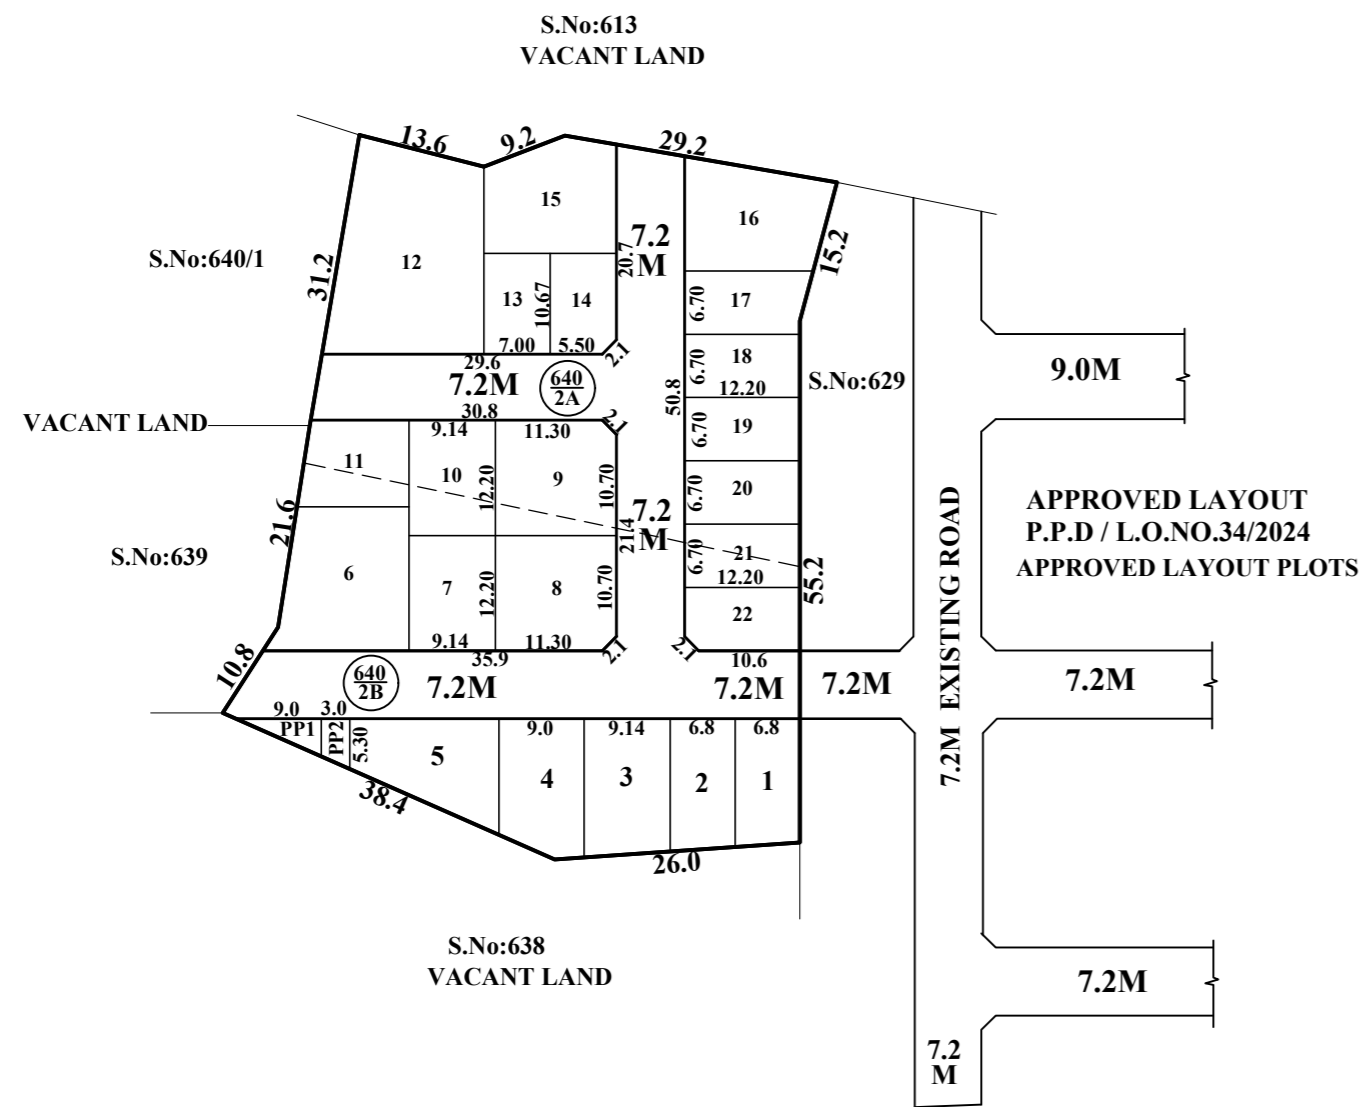 S.No:613
VACANT LAND
13.6
9.2
29.2
15
16
7.2
M
20.7
15.2
S.No:640/1
12
31.2
13
10.67
14
6.70
17
7.00
5.50
2.1
29.6
7.2M
640
2A
30.8
6.70
18
12.20
S.No:629
9.0M
50.8
VACANT LAND
9.14
11.30
2.1
6.70
19
11
10
12.20
9
10.70
6.70
20
7.2
M
21.4
21.6
S.No:639
6
7
12.20
8
10.70
6.70
21
12.20
55.2
22
APPROVED LAYOUT
P.P.D / L.O.NO.34/2024
APPROVED LAYOUT PLOTS
7.2M EXISTING ROAD
9.14
11.30
2.1
2.1
35.9
10.6
10.8
640
2B
7.2M
7.2M
7.2M
7.2M
9.0
3.0
PP1
PP2
5.30
5
9.0
9.14
6.8
6.8
4
3
2
1
38.4
26.0
S.No:638
VACANT LAND
7.2M
7.2
M